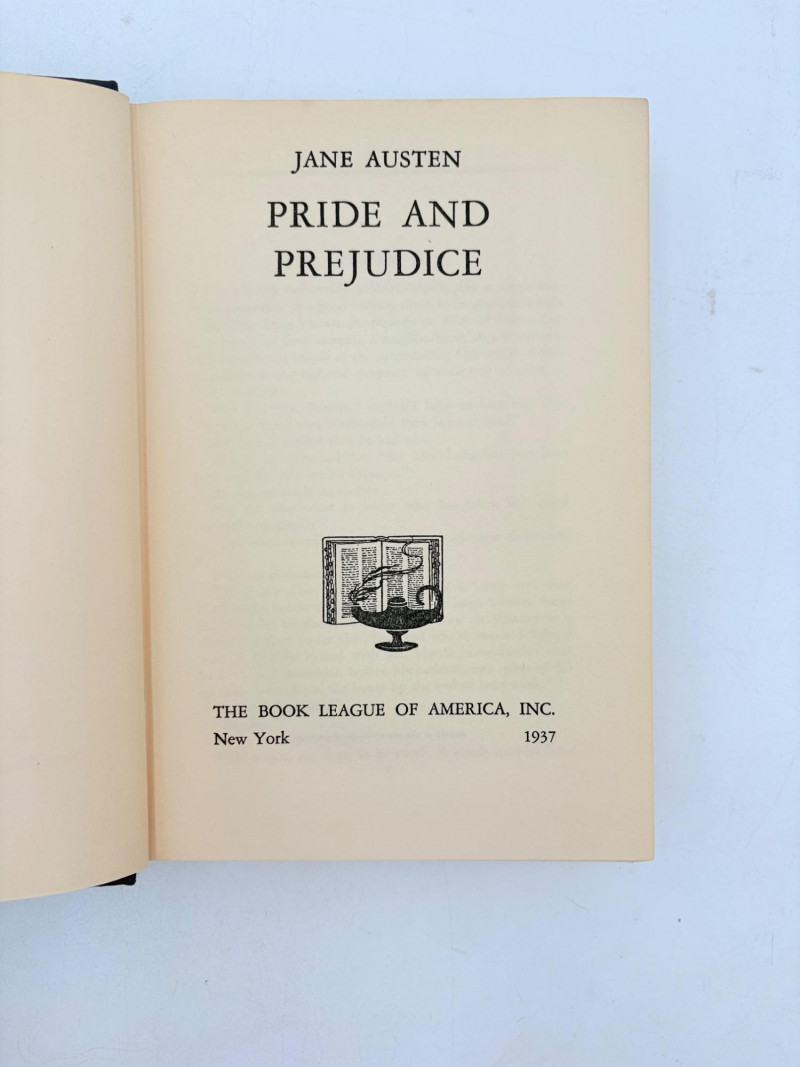 JANE AUSTEN
PRIDE AND
PREJUDICE
THE BOOK LEAGUE OF AMERICA, INC.
New York 1937